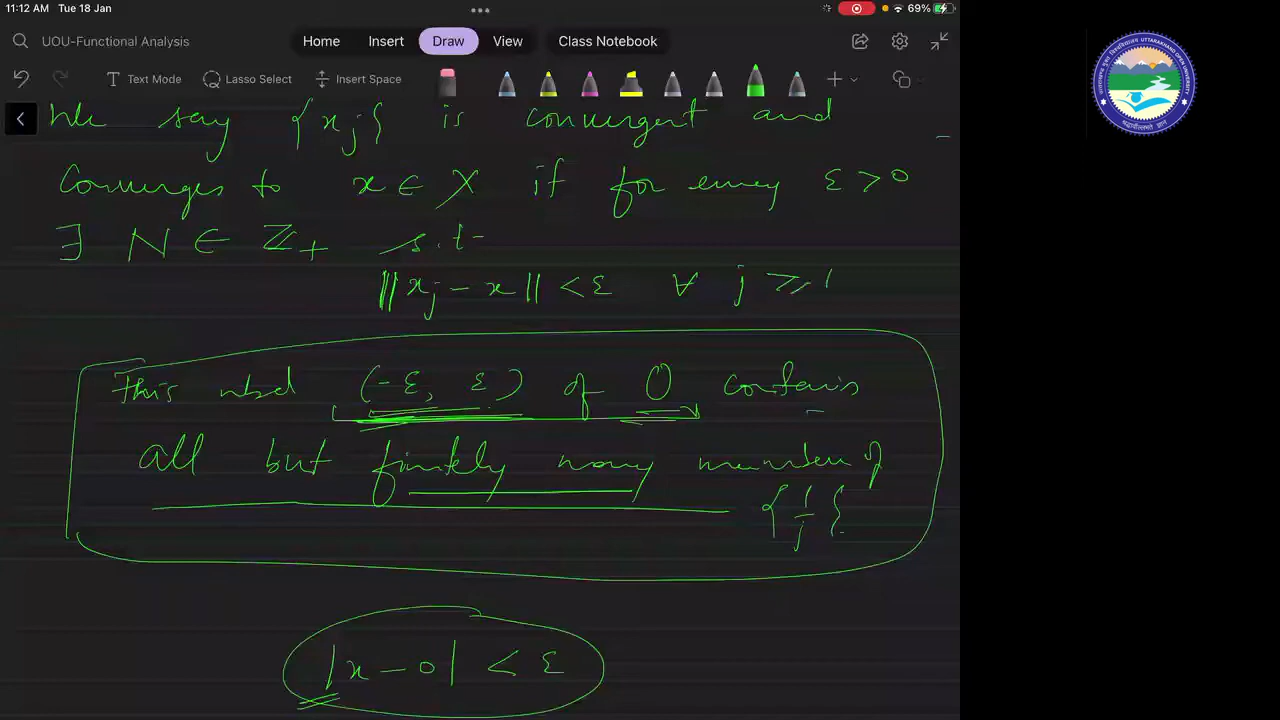 11:12 AM Tue 18 Jan
69%
UOU-Functional Analysis
Home Insert Draw View Class Notebook
Text Mode Lasso Select Insert Space
We say {xj} is convergent and
Converges to x ∈ X if for every ε > 0
∃ N ∈ ℤ+ s.t.
||xj - x|| < ε ∀ j ≥ 1
This nbd (-ε, ε) of 0 contains
all but finitely many member of
{1/j}.
|x - 0| < ε